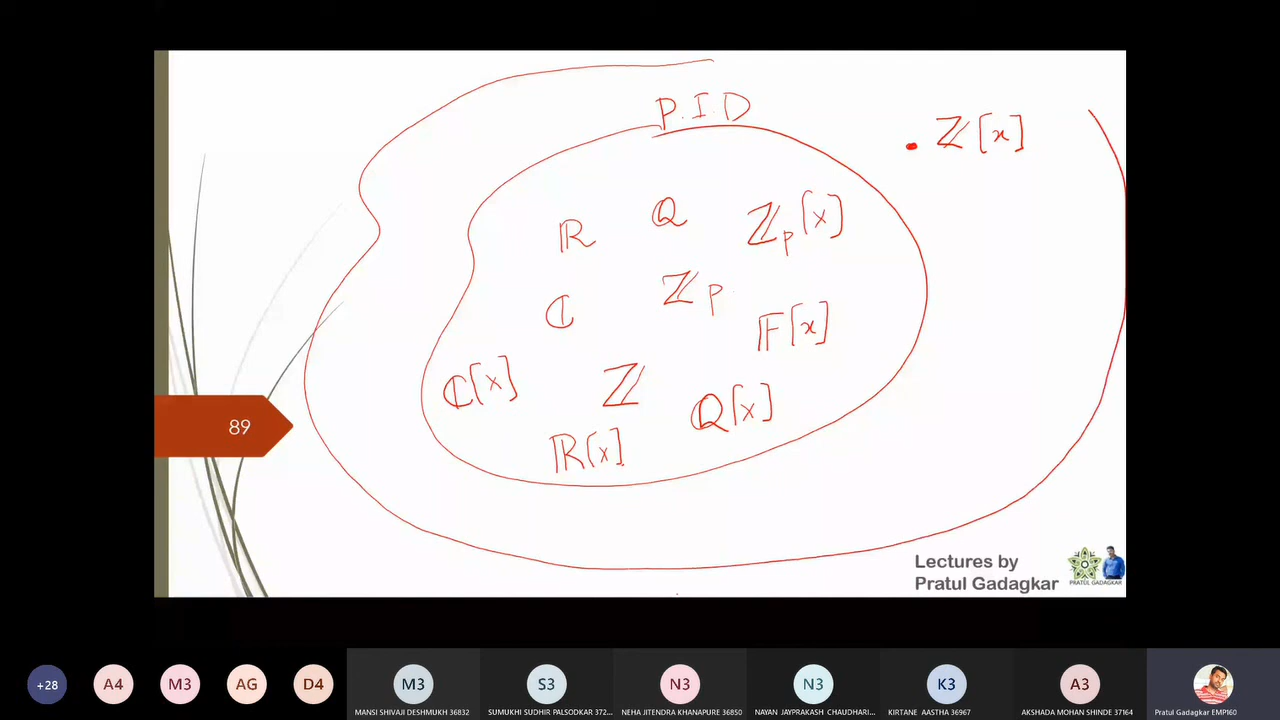 P.I.D
. ℤ[x]
ℝ ℚ ℤₚ[x]
ℂ ℤₚ
𝔽[x]
ℂ[x] ℤ ℚ[x]
ℝ[x]
89
Lectures by
Pratul Gadagkar
PRATUL GADAGKAR
+28 A4 M3 AG D4 M3 S3 N3 N3 K3 A3
MANSI SHIVAJI DESHMUKH 36832 SUMUKHI SUDHIR PALSODKAR 372... NEHA JITENDRA KHANAPURE 36850 NAYAN JAYPRAKASH CHAUDHARI... KIRTANE AASTHA 36967 AKSHADA MOHAN SHINDE 37164 Pratul Gadagkar EMP160